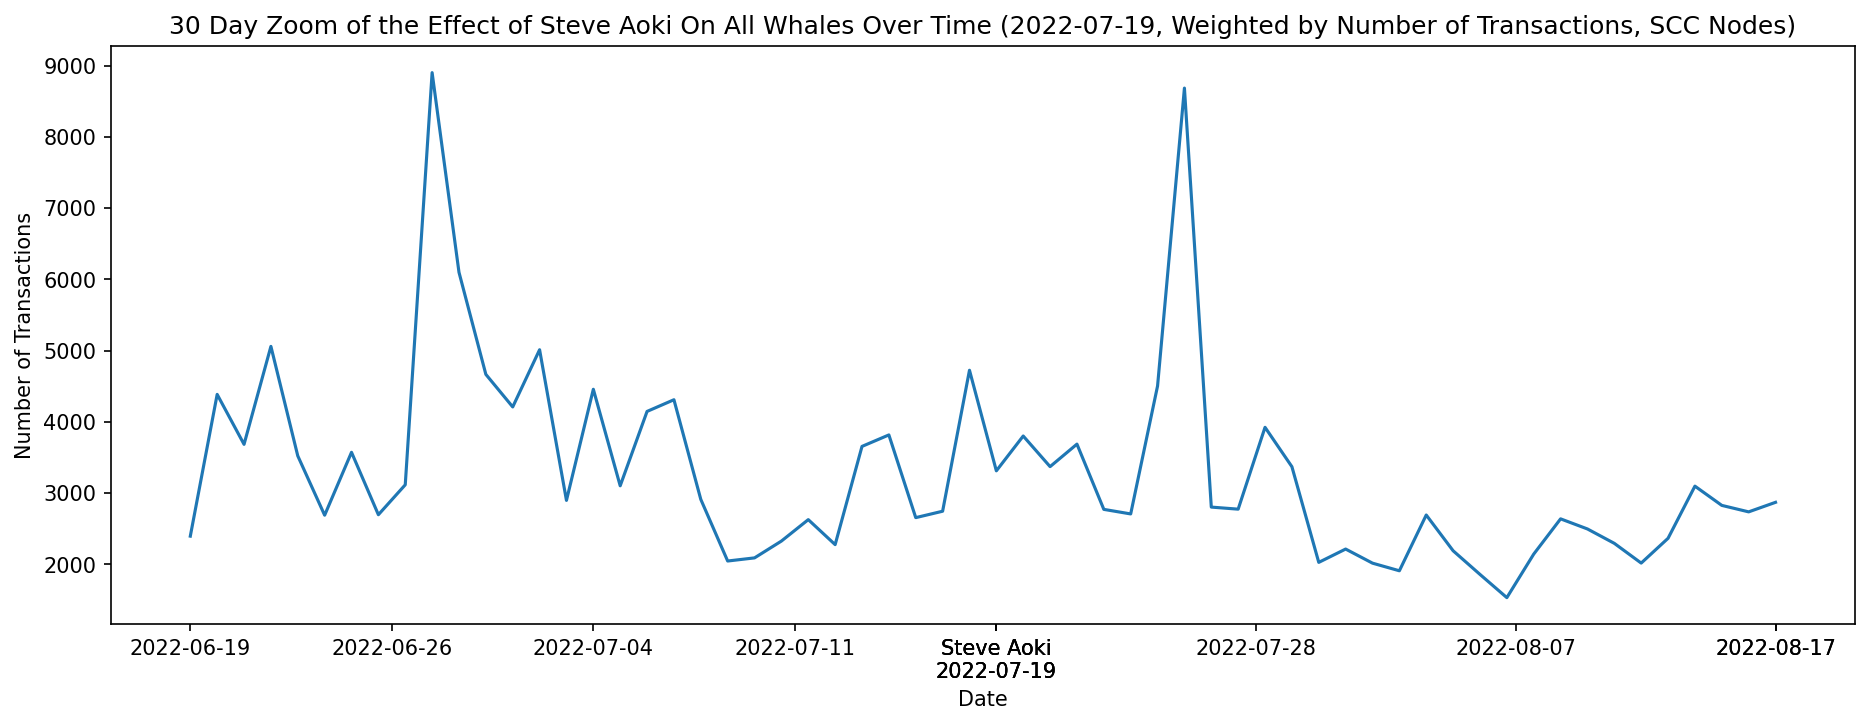 30 Day Zoom of the Effect of Steve Aoki On All Whales Over Time (2022-07-19, Weighted by Number of Transactions, SCC Nodes)
Number of Transactions
9000
8000
7000
6000
5000
4000
3000
2000
2022-06-19 2022-06-26 2022-07-04 2022-07-11 Steve Aoki 2022-07-28 2022-08-07 2022-08-17
2022-07-19
Date